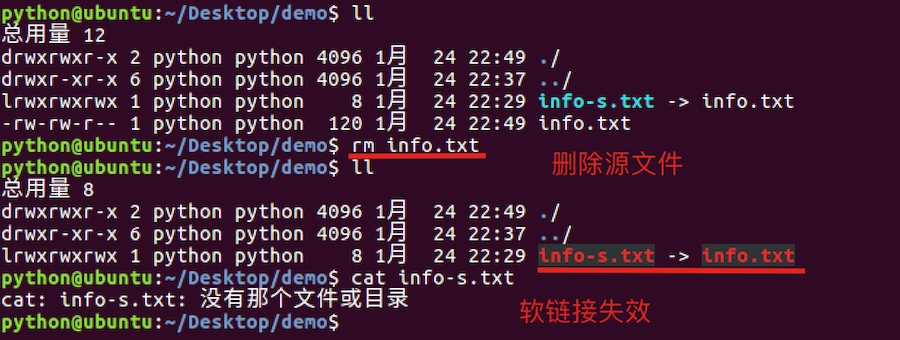 python@ubuntu:~/Desktop/demo$ ll
总用量 12
drwxrwxr-x 2 python python 4096 1月  24 22:49 ./
drwxr-xr-x 6 python python 4096 1月  24 22:37 ../
lrwxrwxrwx 1 python python    8 1月  24 22:29 info-s.txt -> info.txt
-rw-rw-r-- 1 python python  120 1月  24 22:49 info.txt
python@ubuntu:~/Desktop/demo$ rm info.txt
删除源文件
python@ubuntu:~/Desktop/demo$ ll
总用量 8
drwxrwxr-x 2 python python 4096 1月  24 22:49 ./
drwxr-xr-x 6 python python 4096 1月  24 22:37 ../
lrwxrwxrwx 1 python python    8 1月  24 22:29 info-s.txt -> info.txt
python@ubuntu:~/Desktop/demo$ cat info-s.txt
cat: info-s.txt: 没有那个文件或目录
软链接失效
python@ubuntu:~/Desktop/demo$